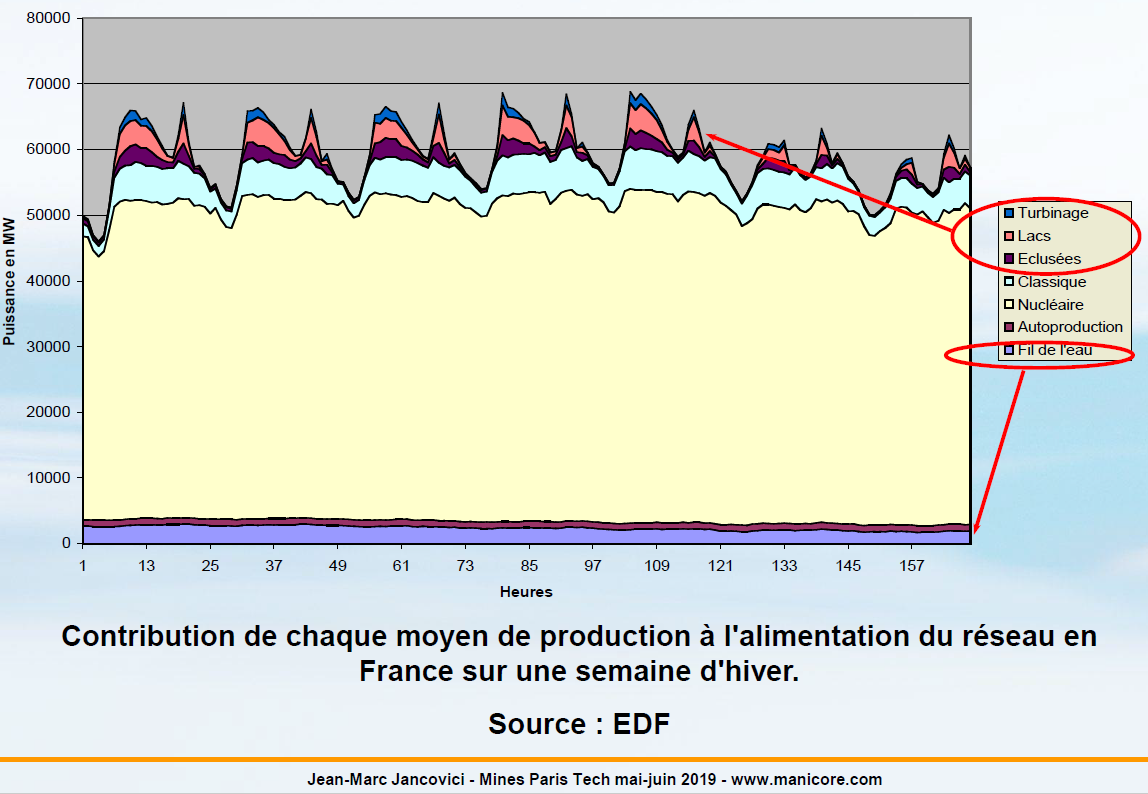 80000
70000
60000
50000
40000
30000
20000
10000
0
Puissance en MW
1 13 25 37 49 61 73 85 97 109 121 133 145 157
Heures
Turbinage
Lacs
Eclusées
Classique
Nucléaire
Autoproduction
Fil de l'eau
Contribution de chaque moyen de production à l'alimentation du réseau en
France sur une semaine d'hiver.
Source : EDF
Jean-Marc Jancovici - Mines Paris Tech mai-juin 2019 - www.manicore.com